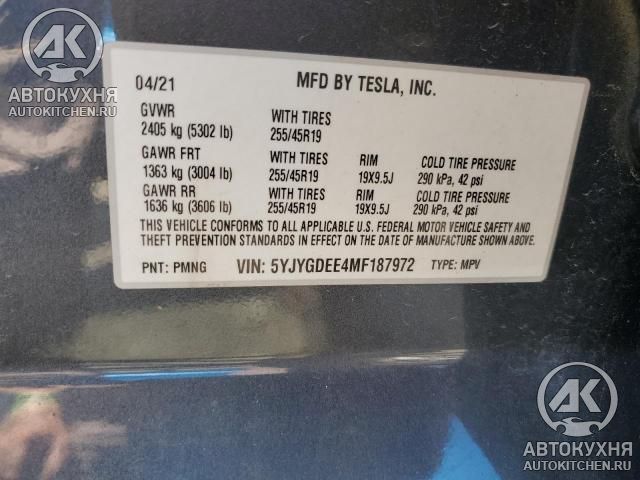 AK
АВТОКУХНЯ
AUTOKITCHEN.RU
04/21 MFD BY TESLA, INC.
GVWR WITH TIRES
2405 kg (5302 lb) 255/45R19
GAWR FRT WITH TIRES RIM COLD TIRE PRESSURE
1363 kg (3004 lb) 255/45R19 19X9.5J 290 kPa, 42 psi
GAWR RR WITH TIRES RIM COLD TIRE PRESSURE
1636 kg (3606 lb) 255/45R19 19X9.5J 290 kPa, 42 psi
THIS VEHICLE CONFORMS TO ALL APPLICABLE U.S. FEDERAL MOTOR VEHICLE SAFETY AND
THEFT PREVENTION STANDARDS IN EFFECT ON THE DATE OF MANUFACTURE SHOWN ABOVE.
PNT: PMNG VIN: 5YJYGDEE4MF187972 TYPE: MPV
AK
АВТОКУХНЯ
AUTOKITCHEN.RU